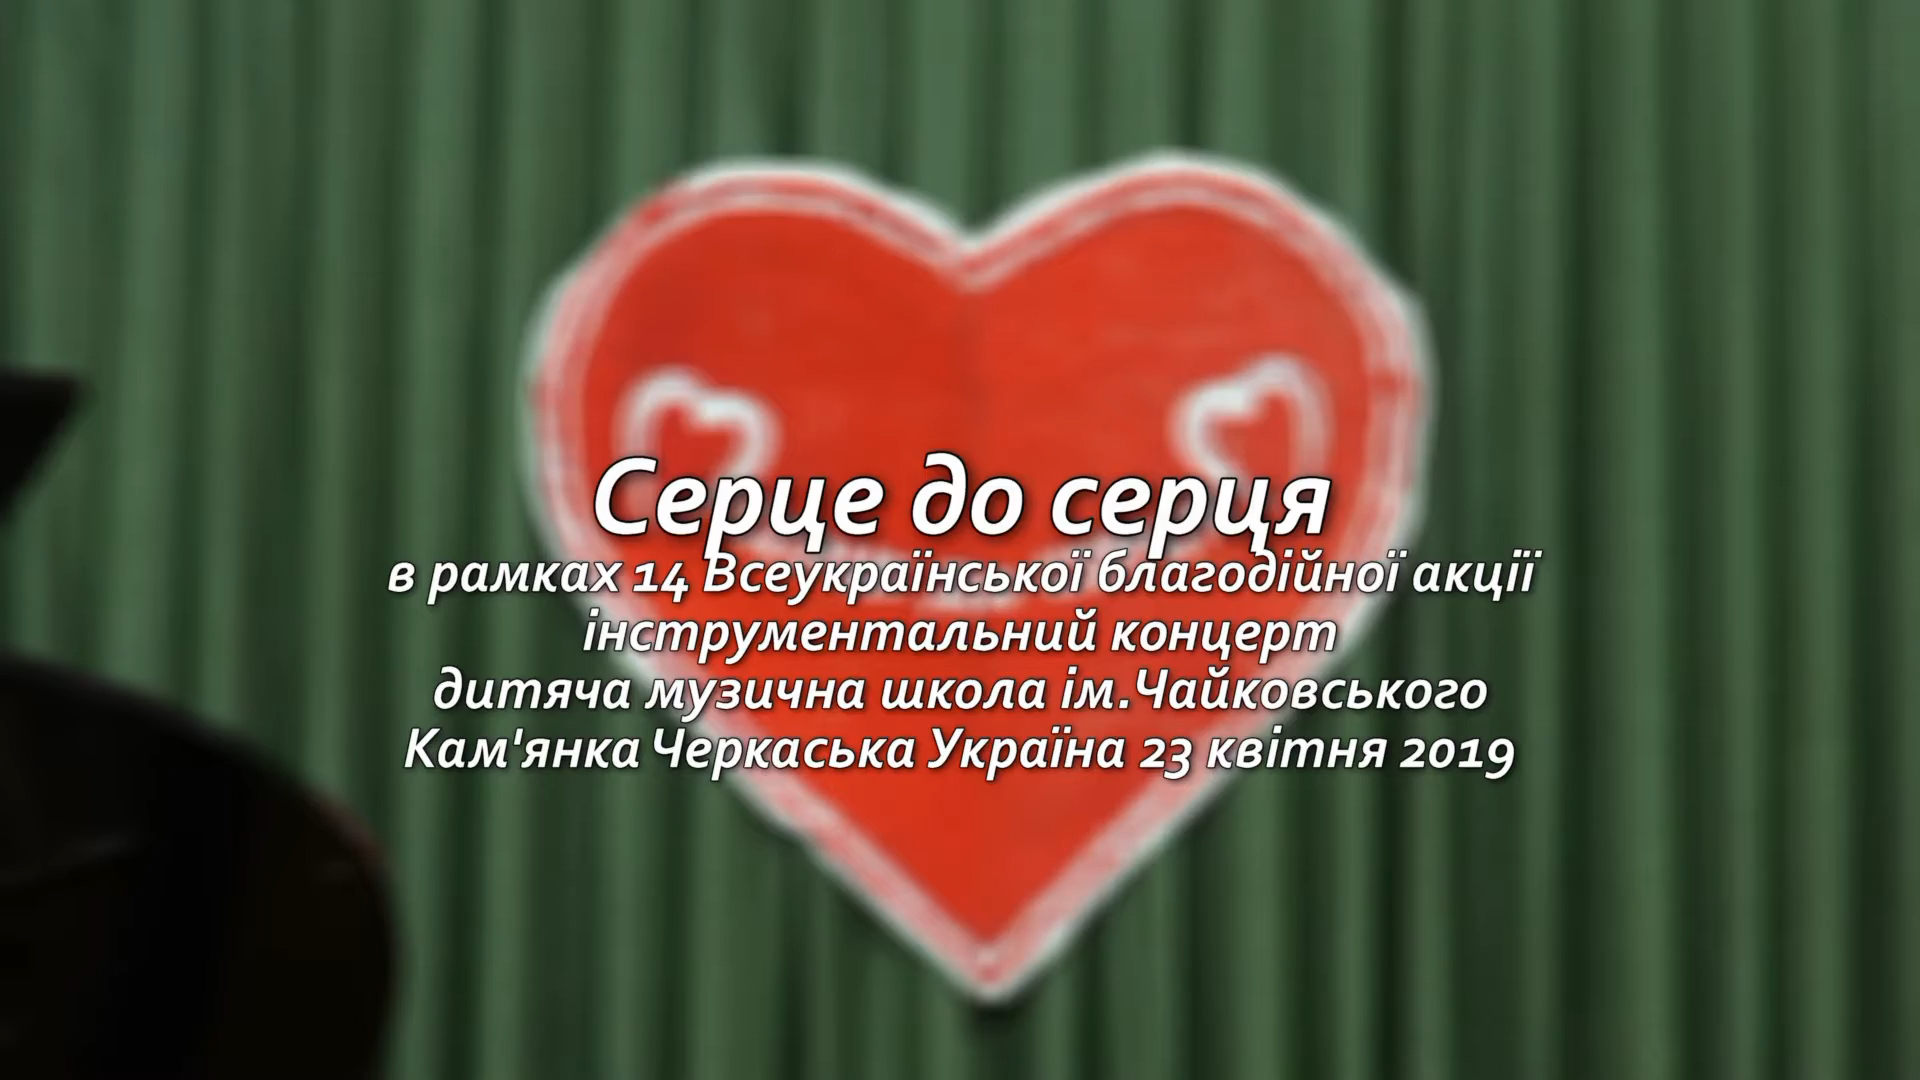 Серце до серця
в рамках 14 Всеукраїнської благодійної акції
інструментальний концерт
дитяча музична школа ім.Чайковського
Кам'янка Черкаська Україна 23 квітня 2019